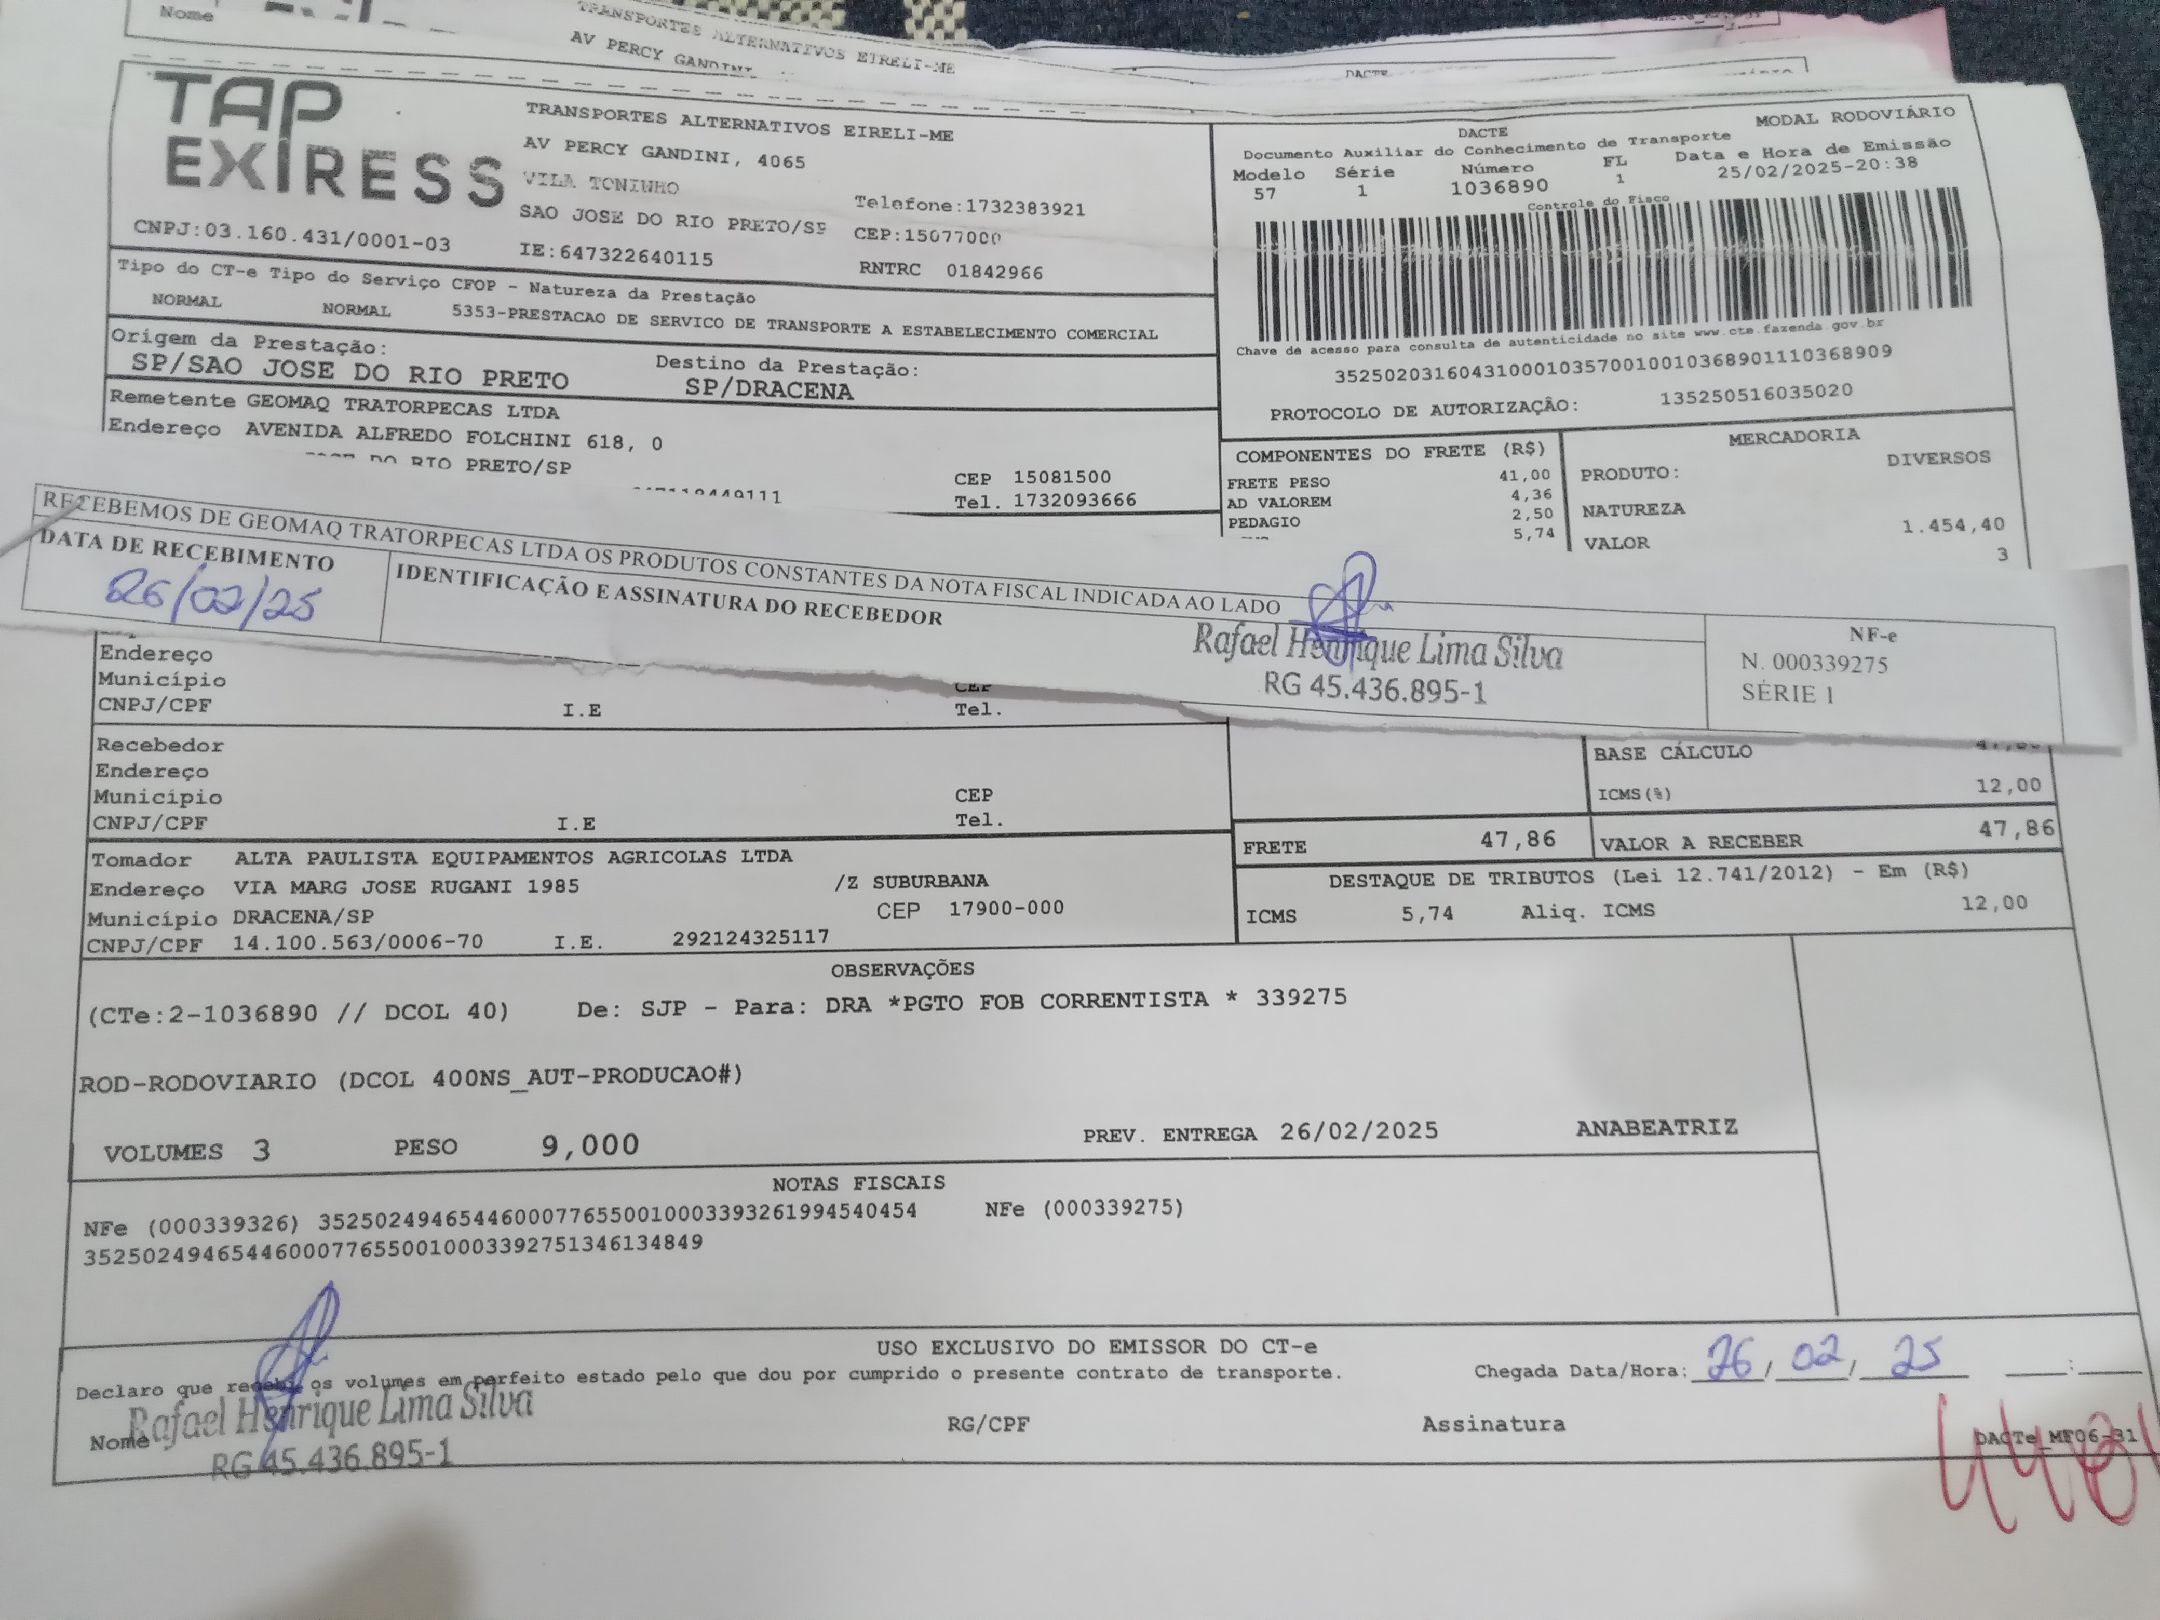 Nome
TRANSPORTES ALTERNATIVOS EIRELI-ME
AV PERCY GANDINI
DACTE
TAP
EXIRESS
CNPJ:03.160.431/0001-03
TRANSPORTES ALTERNATIVOS EIRELI-ME
AV PERCY GANDINI, 4065
VILA TONINHO
Telefone:1732383921
SAO JOSE DO RIO PRETO/SP CEP:15077000
IE:647322640115 RNTRC 01842966
DACTE MODAL RODOVIÁRIO
Documento Auxiliar do Conhecimento de Transporte
Modelo Série Número FL Data e Hora de Emissão
57 1 1036890 1 25/02/2025-20:38
Controle do Fisco
Chave de acesso para consulta de autenticidade no site www.cte.fazenda.gov.br
35250203160431000103570010010368901110368909
PROTOCOLO DE AUTORIZAÇÃO: 135250516035020
Tipo do CT-e Tipo do Serviço CFOP - Natureza da Prestação
NORMAL NORMAL 5353-PRESTACAO DE SERVICO DE TRANSPORTE A ESTABELECIMENTO COMERCIAL
Origem da Prestação: Destino da Prestação:
SP/SAO JOSE DO RIO PRETO SP/DRACENA
Remetente GEOMAQ TRATORPECAS LTDA
Endereço AVENIDA ALFREDO FOLCHINI 618, 0
DO RIO PRETO/SP CEP 15081500
Tel. 1732093666
COMPONENTES DO FRETE (R$)
FRETE PESO 41,00
AD VALOREM 4,36
PEDAGIO 2,50
5,74
MERCADORIA
PRODUTO: DIVERSOS
NATUREZA
VALOR 1.454,40
3
RECEBEMOS DE GEOMAQ TRATORPECAS LTDA OS PRODUTOS CONSTANTES DA NOTA FISCAL INDICADA AO LADO
DATA DE RECEBIMENTO IDENTIFICAÇÃO E ASSINATURA DO RECEBEDOR
26/02/25
Rafael Henrique Lima Silva
RG 45.436.895-1
NF-e
N. 000339275
SÉRIE 1
Endereço
Município CEP
CNPJ/CPF I.E Tel.
Recebedor
Endereço
Município CEP
CNPJ/CPF I.E Tel.
BASE CÁLCULO
ICMS(%) 12,00
FRETE 47,86 VALOR A RECEBER 47,86
Tomador ALTA PAULISTA EQUIPAMENTOS AGRICOLAS LTDA
Endereço VIA MARG JOSE RUGANI 1985 /Z SUBURBANA
Município DRACENA/SP CEP 17900-000
CNPJ/CPF 14.100.563/0006-70 I.E. 292124325117
DESTAQUE DE TRIBUTOS (Lei 12.741/2012) - Em (R$)
ICMS 5,74 Aliq. ICMS 12,00
OBSERVAÇÕES
(CTe:2-1036890 // DCOL 40) De: SJP - Para: DRA *PGTO FOB CORRENTISTA * 339275
ROD-RODOVIARIO (DCOL 400NS_AUT-PRODUCAO#)
VOLUMES 3 PESO 9,000 PREV. ENTREGA 26/02/2025 ANABEATRIZ
NOTAS FISCAIS
NFe (000339326) 35250249465446000776550010003393261994540454 NFe (000339275)
35250249465446000776550010003392751346134849
USO EXCLUSIVO DO EMISSOR DO CT-e
Declaro que recebi os volumes em perfeito estado pelo que dou por cumprido o presente contrato de transporte. Chegada Data/Hora: 26/02/25 :
Rafael Henrique Lima Silva
Nome RG/CPF Assinatura
RG 45.436.895-1
DACTe_MF06-31